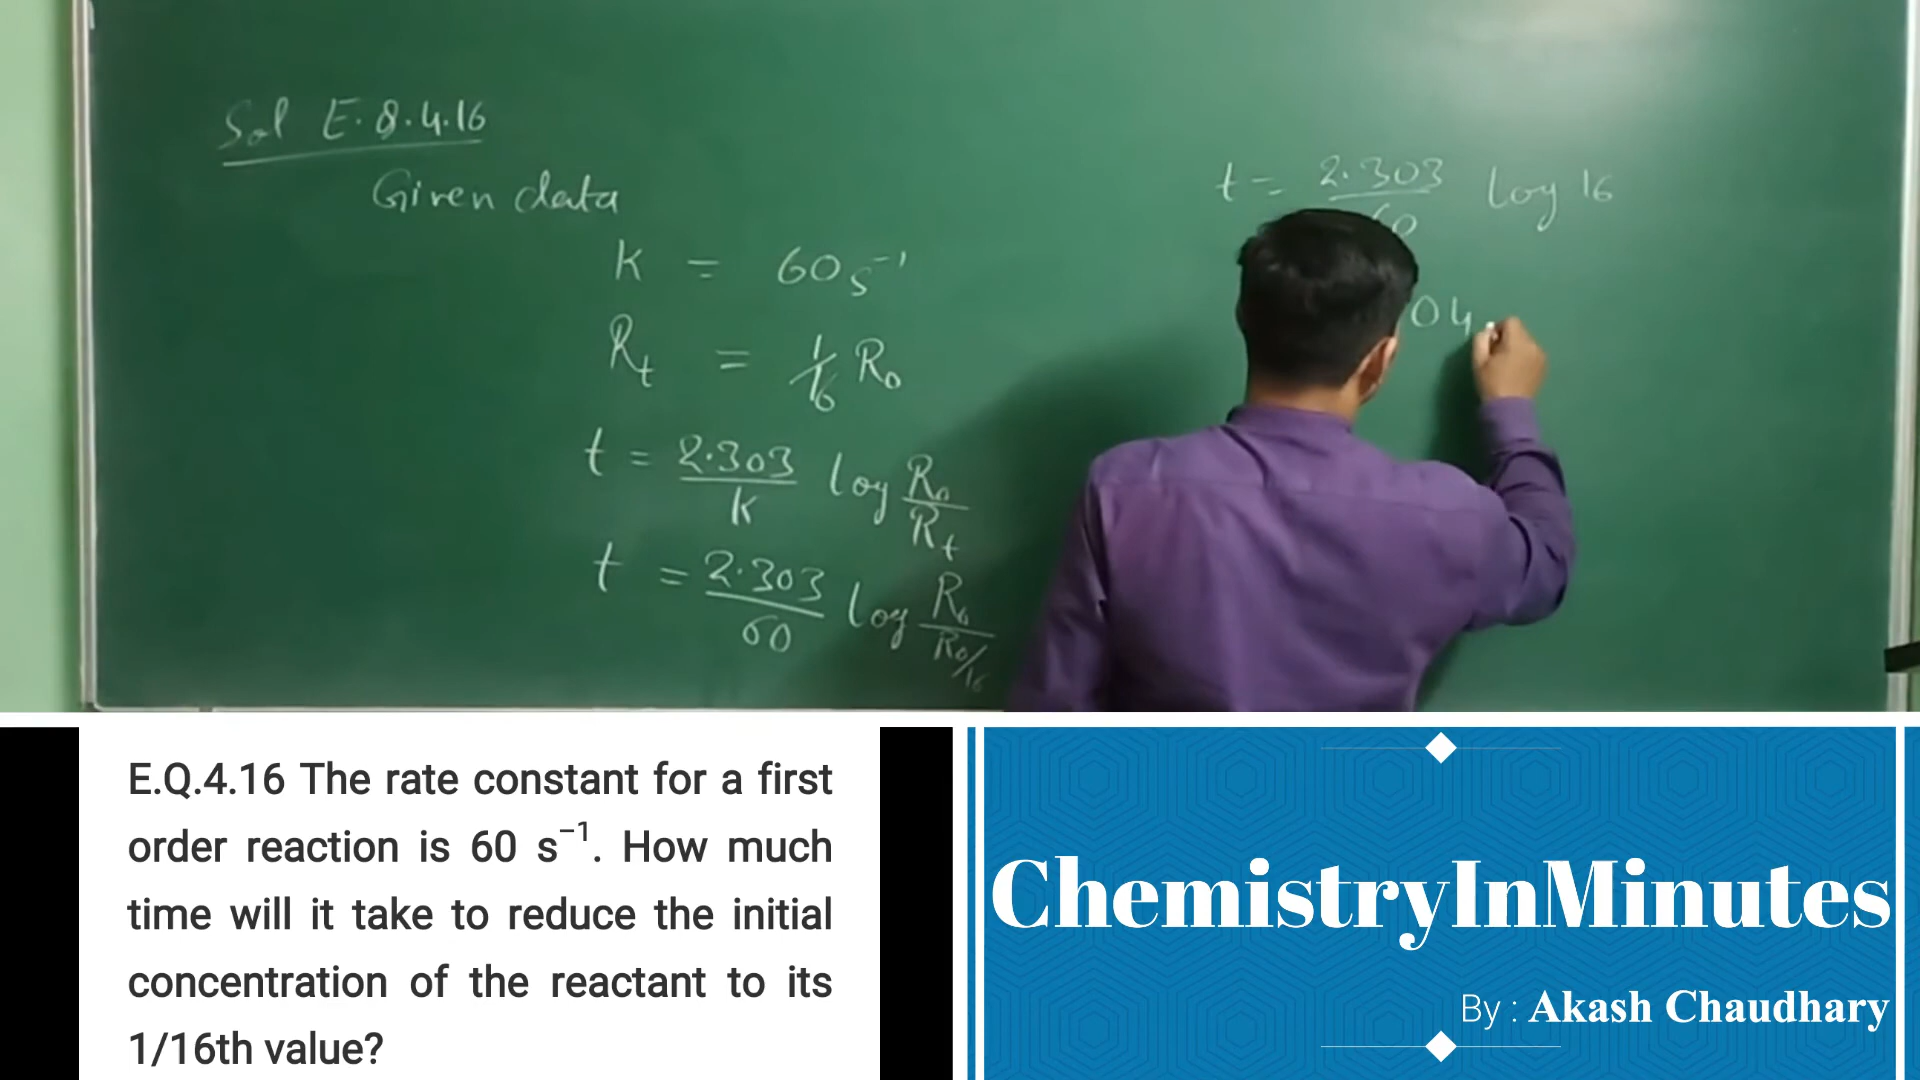 Sol E.Q.4.16
Given data
k = 60 s⁻¹
Rt = 1/16 R₀
t = 2.303/k log R₀/Rt
t = 2.303/60 log R₀/R₀/16
t = 2.303/60 log 16
04
E.Q.4.16 The rate constant for a first
order reaction is 60 s⁻¹. How much
time will it take to reduce the initial
concentration of the reactant to its
1/16th value?
ChemistryInMinutes
By : Akash Chaudhary